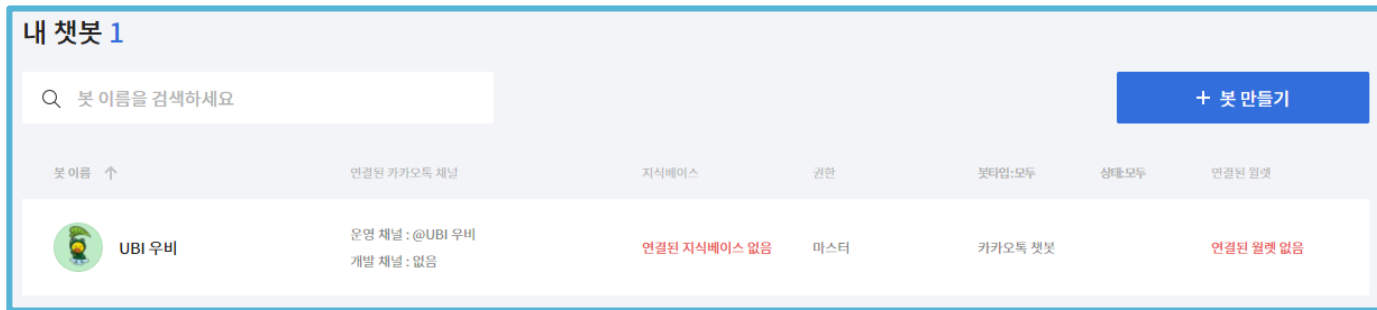 내 챗봇 1
봇 이름을 검색하세요
+ 봇 만들기
봇 이름 ↑ 연결된 카카오톡 채널 지식베이스 권한 봇타입:모두 상태:모두 연결된 월렛
UBI 우비 운영 채널 : @UBI 우비 연결된 지식베이스 없음 마스터 카카오톡 챗봇 연결된 월렛 없음
개발 채널 : 없음